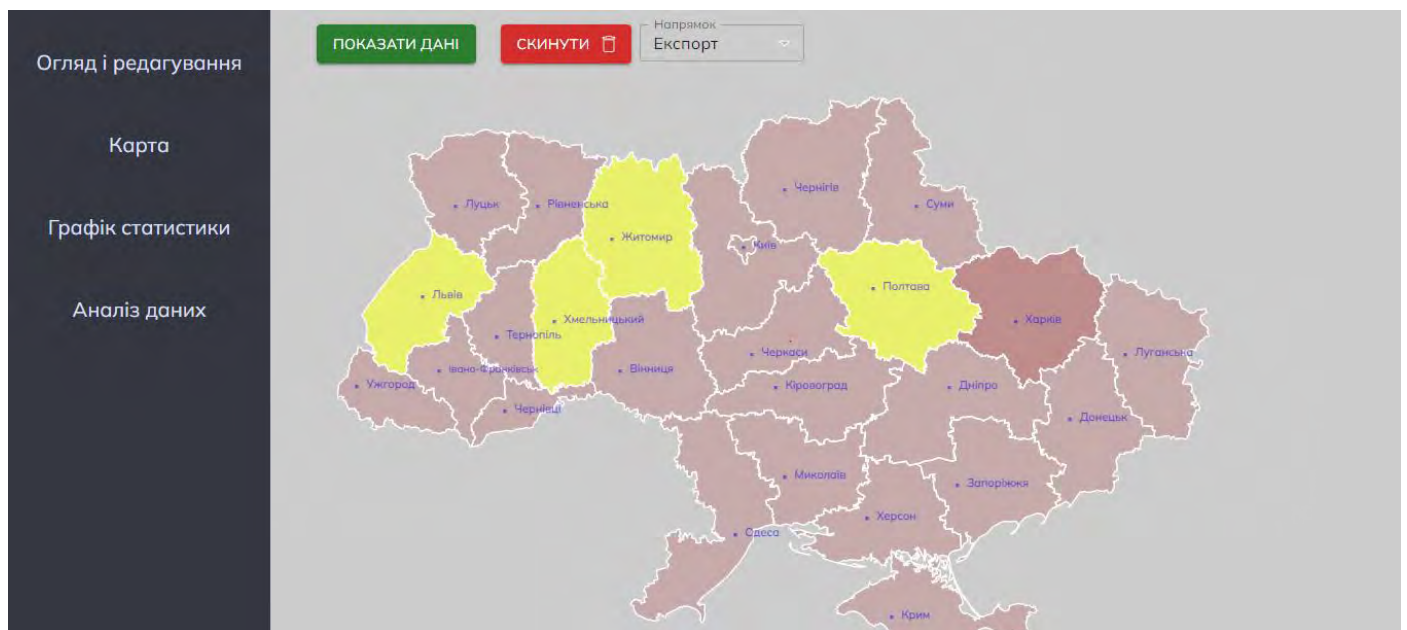 Огляд і редагування
Карта
Графік статистики
Аналіз даних
ПОКАЗАТИ ДАНІ
СКИНУТИ
Напрямок
Експорт
Чернігів
Луцьк
Рівненська
Суми
Житомир
Київ
Полтава
Львів
Хмельницький
Харків
Тернопіль
Черкаси
Луганська
Івано-Франківськ
Вінниця
Ужгород
Кіровоград
Дніпро
Чернівці
Донецьк
Миколаїв
Запоріжжя
Херсон
Одеса
Крим